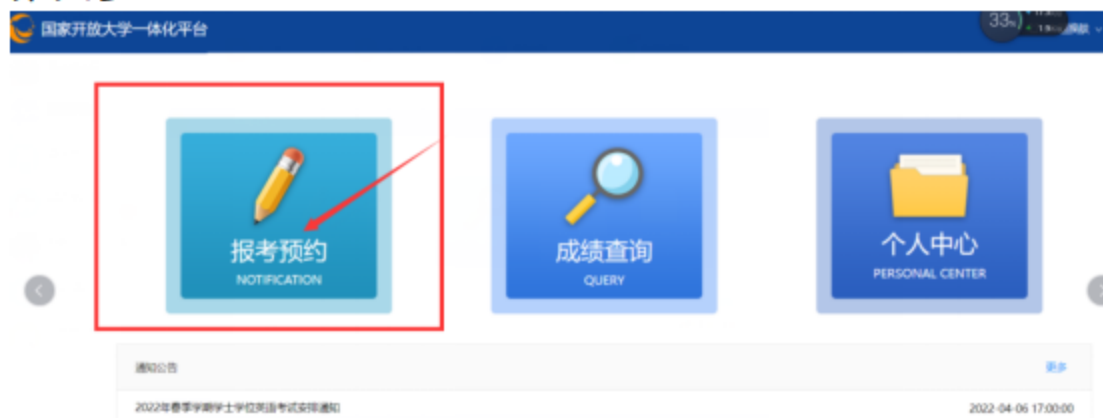 国家开放大学一体化平台
33%
报考预约
NOTIFICATION
成绩查询
QUERY
个人中心
PERSONAL CENTER
通知公告
更多
2022年春季学期学士学位英语考试安排通知
2022-04-06 17:00:00